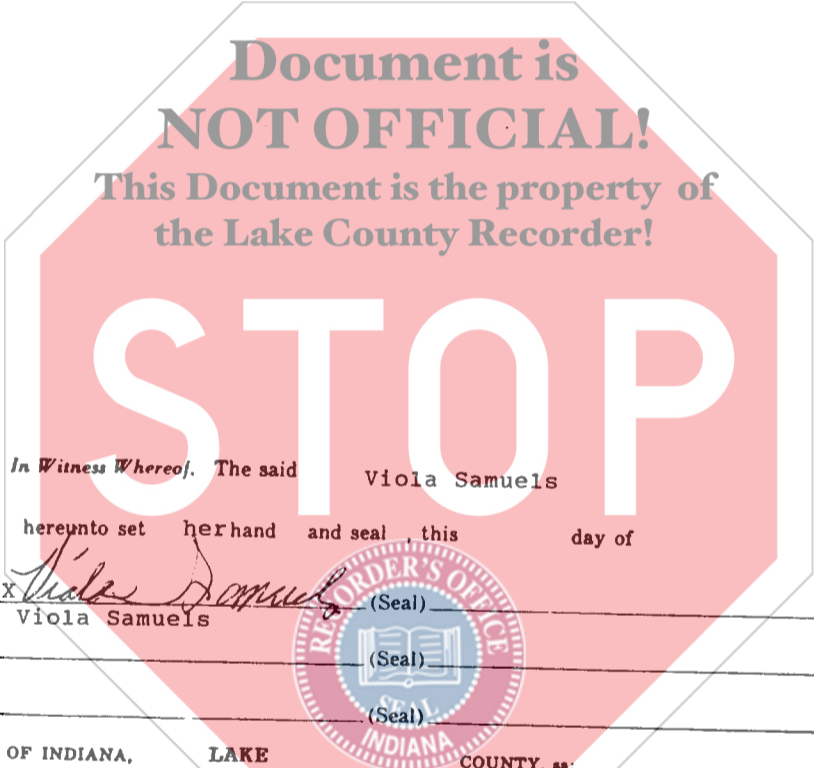 Document is
NOT OFFICIAL!
This Document is the property of
the Lake County Recorder!
STOP
In Witness Whereof, The said Viola Samuels
hereunto set her hand and seal , this day of
X Viola Samuels (Seal)
Viola Samuels
(Seal)
(Seal)
RECORDER'S OFFICE
SEAL
INDIANA
OF INDIANA, LAKE COUNTY, ss: